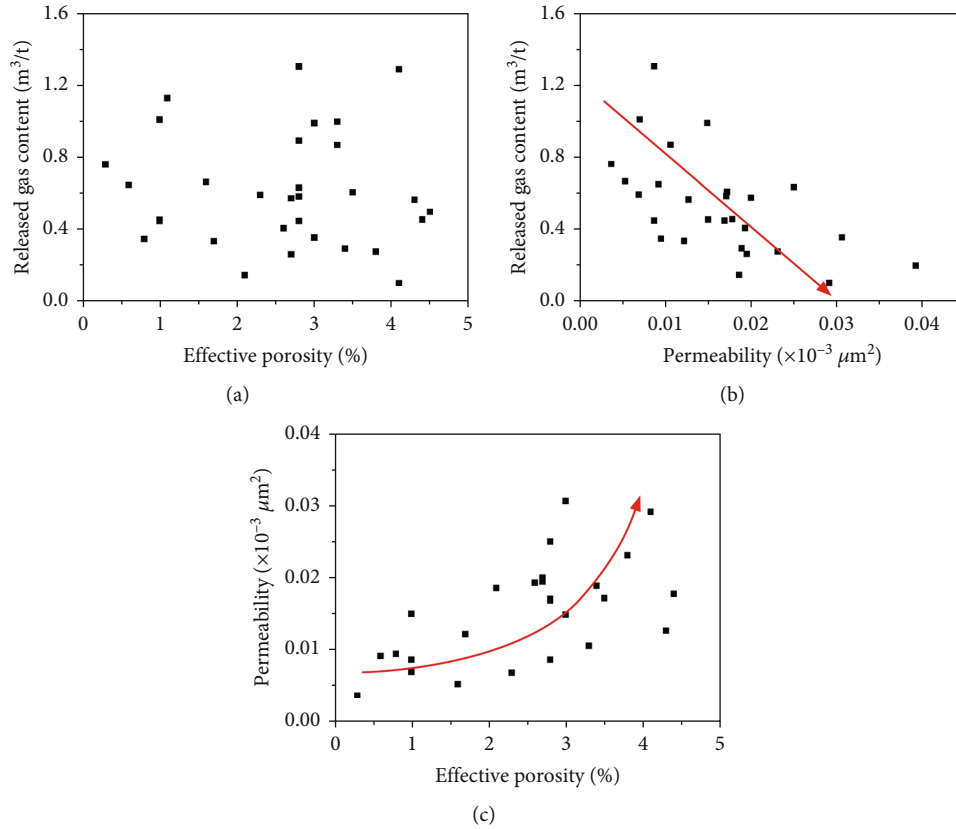 1.6
1.2
0.8
0.4
0.0
Released gas content (m³/t)
0 1 2 3 4 5
Effective porosity (%)
(a)
1.6
1.2
0.8
0.4
0.0
Released gas content (m³/t)
0.00 0.01 0.02 0.03 0.04
Permeability (×10⁻³ μm²)
(b)
0.04
0.03
0.02
0.01
0.00
Permeability (×10⁻³ μm²)
0 1 2 3 4 5
Effective porosity (%)
(c)